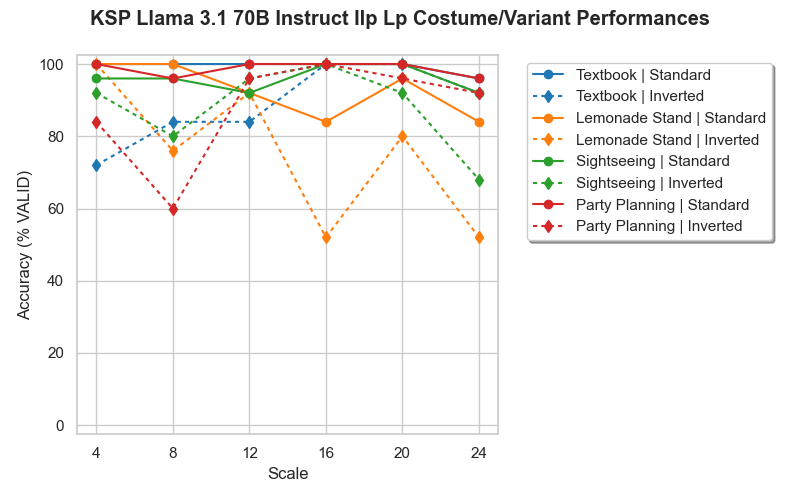 KSP Llama 3.1 70B Instruct Ilp Lp Costume/Variant Performances
100
80
60
40
20
0
Accuracy (% VALID)
4 8 12 16 20 24
Scale
Textbook | Standard
Textbook | Inverted
Lemonade Stand | Standard
Lemonade Stand | Inverted
Sightseeing | Standard
Sightseeing | Inverted
Party Planning | Standard
Party Planning | Inverted